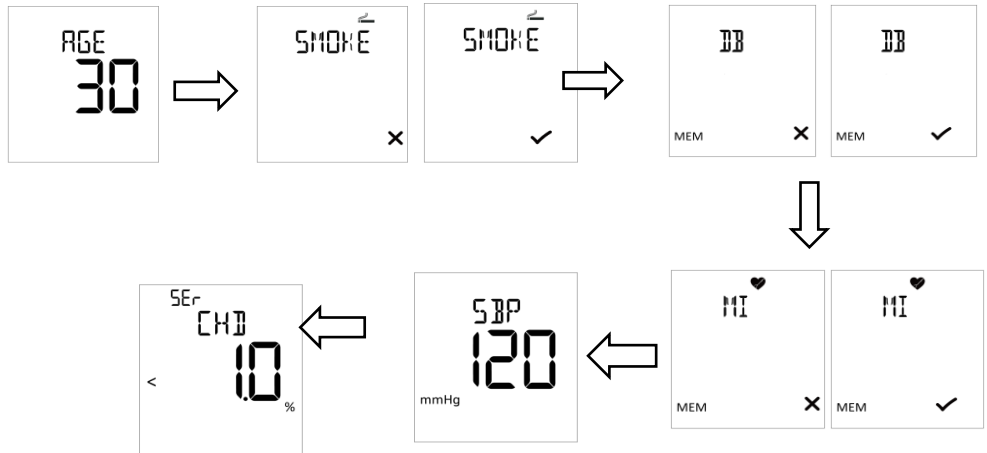 AGE
30
SMOKE
SMOKE
DB
MEM
DB
MEM
MI
MEM
MI
MEM
SBP
120
mmHg
SEr
CHD
< 1.0
%